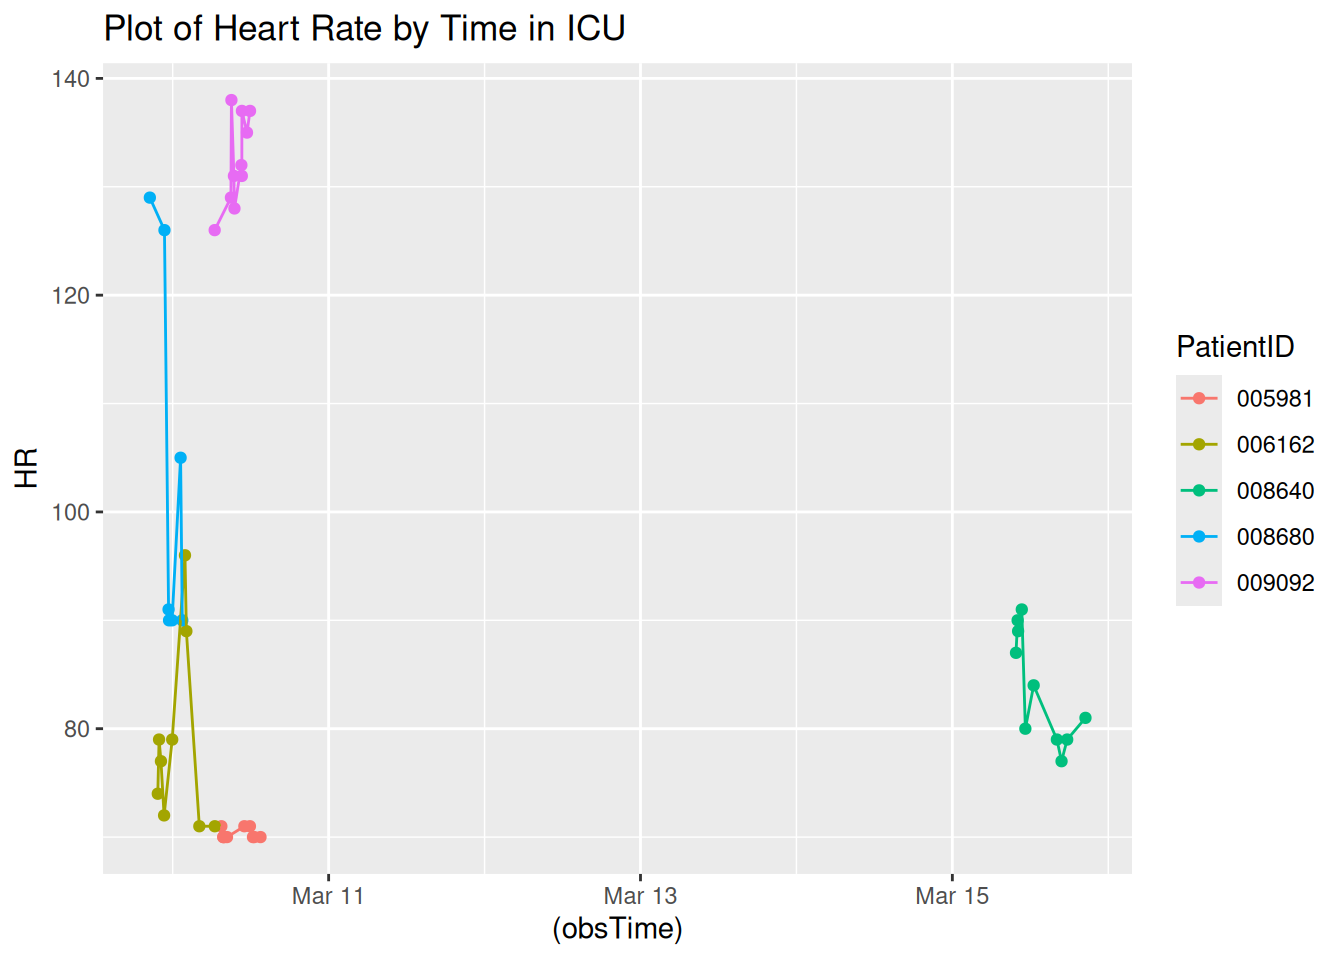 Plot of Heart Rate by Time in ICU
140
120
100
80
HR
Mar 11
Mar 13
Mar 15
(obsTime)
PatientID
005981
006162
008640
008680
009092